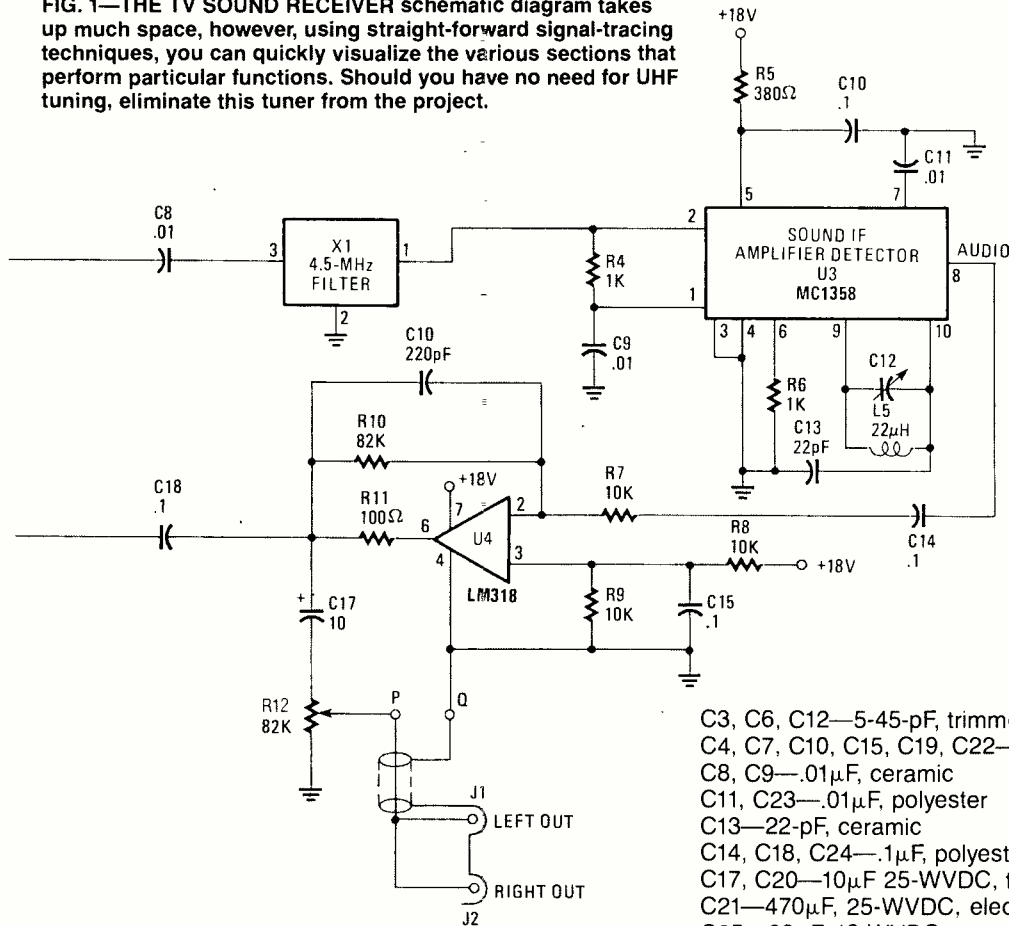 FIG. 1—THE TV SOUND RECEIVER schematic diagram takes
up much space, however, using straight-forward signal-tracing
techniques, you can quickly visualize the various sections that
perform particular functions. Should you have no need for UHF
tuning, eliminate this tuner from the project.
+18V
R5
380Ω
C10
.1
C11
.01
5
7
C8
.01
3
X1
4.5-MHz
FILTER
1
2
R4
1K
C9
.01
2
1
SOUND IF
AMPLIFIER DETECTOR
U3
MC1358
AUDIO
8
3
4
6
9
10
R6
1K
C13
22pF
C12
L5
22µH
C10
220pF
R10
82K
R11
100Ω
C18
.1
+18V
7
6
4
U4
LM318
2
3
R7
10K
C14
.1
R8
10K
+18V
R9
10K
C15
.1
+
C17
10
R12
82K
P
Q
J1
LEFT OUT
RIGHT OUT
J2
C3, C6, C12—5-45-pF, trimm
C4, C7, C10, C15, C19, C22—
C8, C9—.01µF, ceramic
C11, C23—.01µF, polyester
C13—22-pF, ceramic
C14, C18, C24—.1µF, polyest
C17, C20—10µF 25-WVDC,
C21—470µF, 25-WVDC, elec